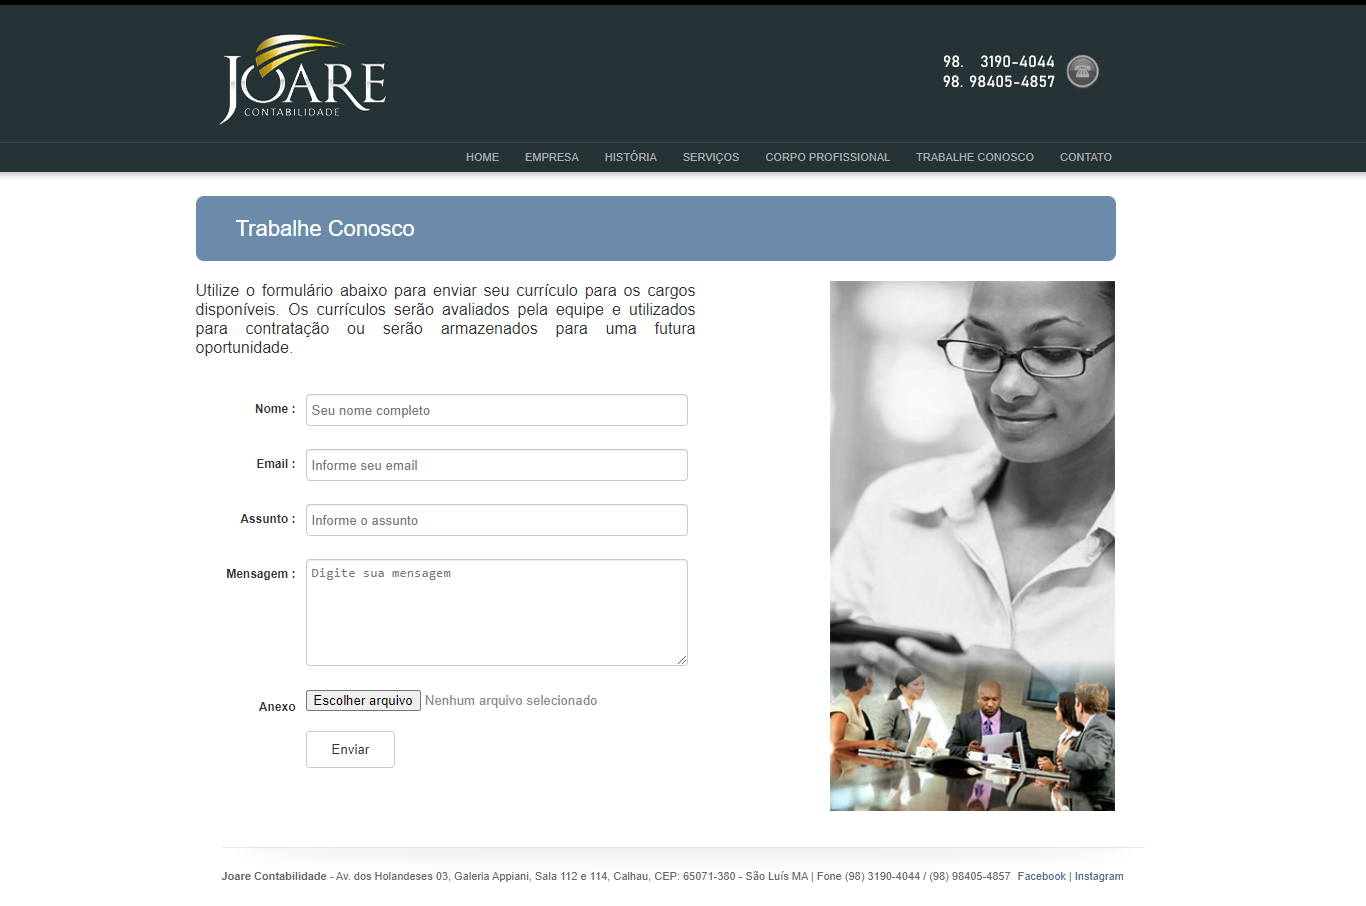 JOARE
CONTABILIDADE
98. 3190-4044
98. 98405-4857
HOME EMPRESA HISTÓRIA SERVIÇOS CORPO PROFISSIONAL TRABALHE CONOSCO CONTATO
Trabalhe Conosco
Utilize o formulário abaixo para enviar seu currículo para os cargos
disponíveis. Os currículos serão avaliados pela equipe e utilizados
para contratação ou serão armazenados para uma futura
oportunidade.
Nome : Seu nome completo
Email : Informe seu email
Assunto : Informe o assunto
Mensagem : Digite sua mensagem
Anexo Escolher arquivo Nenhum arquivo selecionado
Enviar
Joare Contabilidade - Av. dos Holandeses 03, Galeria Appiani, Sala 112 e 114, Calhau, CEP: 65071-380 - São Luís MA | Fone (98) 3190-4044 / (98) 98405-4857 Facebook | Instagram